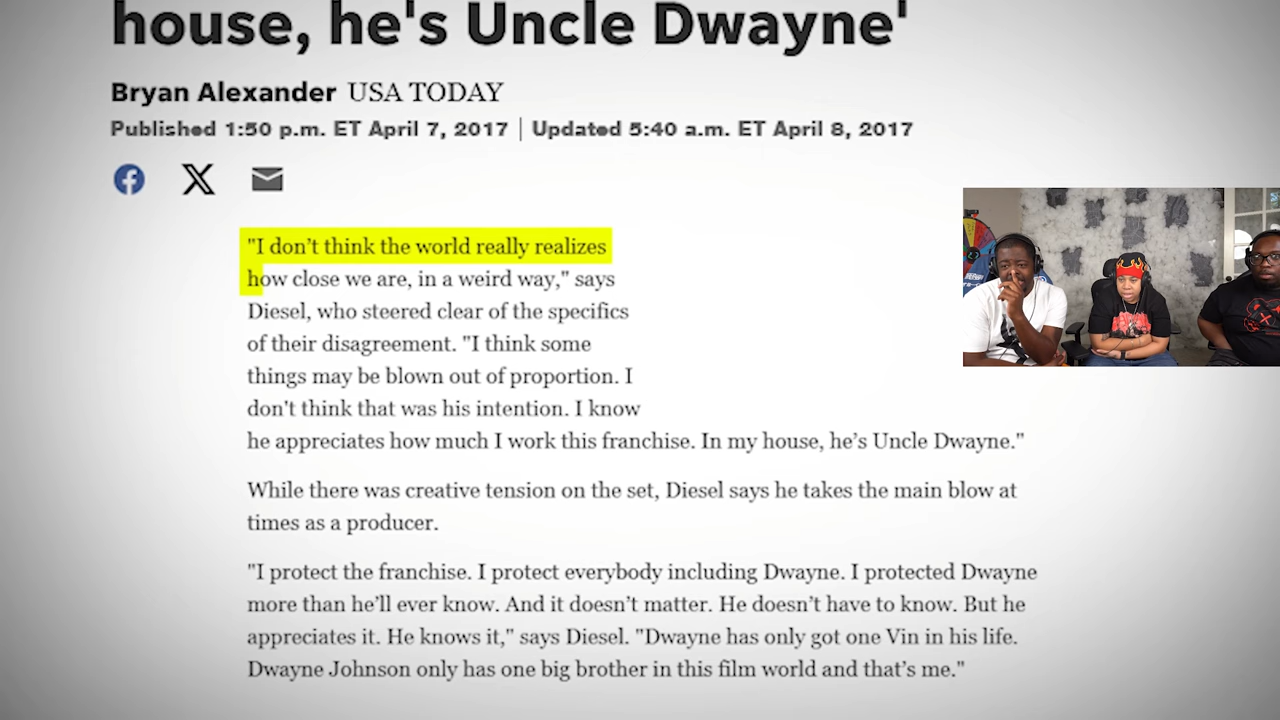 house, he's Uncle Dwayne'
Bryan Alexander USA TODAY
Published 1:50 p.m. ET April 7, 2017 | Updated 5:40 a.m. ET April 8, 2017
"I don’t think the world really realizes
how close we are, in a weird way," says
Diesel, who steered clear of the specifics
of their disagreement. "I think some
things may be blown out of proportion. I
don't think that was his intention. I know
he appreciates how much I work this franchise. In my house, he’s Uncle Dwayne."
While there was creative tension on the set, Diesel says he takes the main blow at
times as a producer.
"I protect the franchise. I protect everybody including Dwayne. I protected Dwayne
more than he’ll ever know. And it doesn’t matter. He doesn’t have to know. But he
appreciates it. He knows it," says Diesel. "Dwayne has only got one Vin in his life.
Dwayne Johnson only has one big brother in this film world and that’s me."